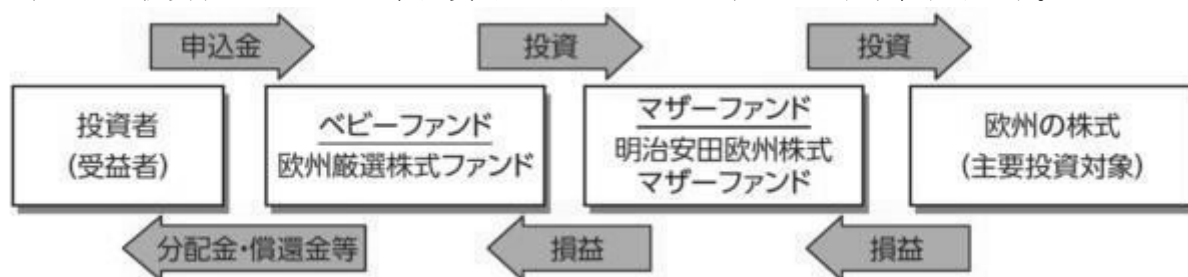 申込金
投資
投資
投資者
(受益者)
ベビーファンド
欧州厳選株式ファンド
マザーファンド
明治安田欧州株式
マザーファンド
欧州の株式
(主要投資対象)
分配金・償還金等
損益
損益